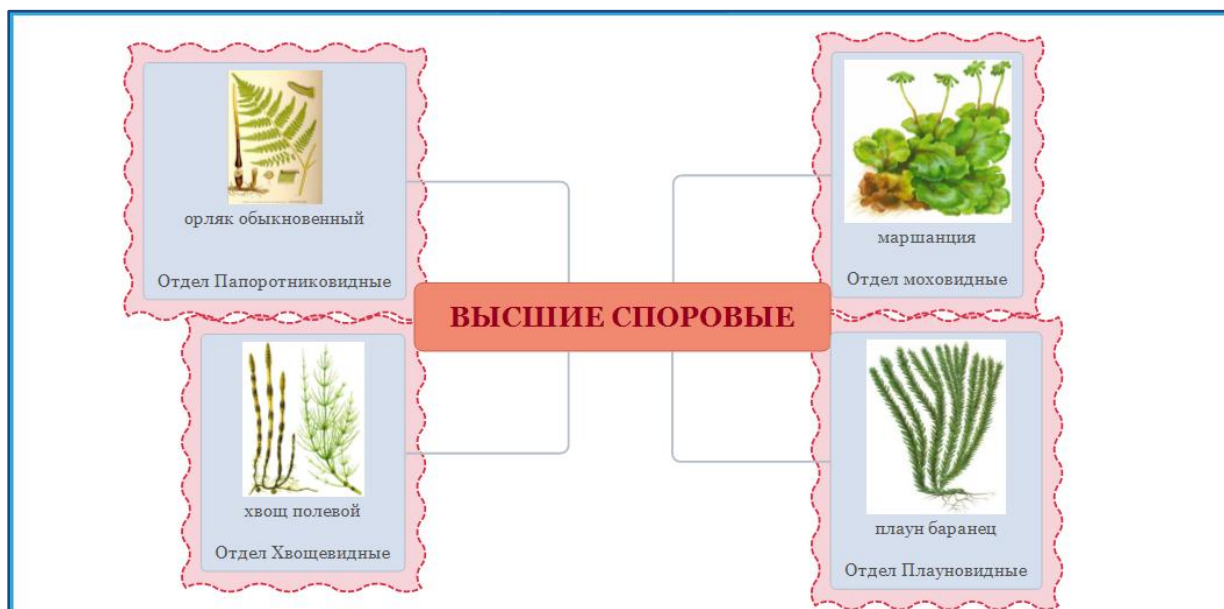 орляк обыкновенный
Отдел Папоротниковидные
маршанция
Отдел моховидные
ВЫСШИЕ СПОРОВЫЕ
хвощ полевой
Отдел Хвощевидные
плаун баранец
Отдел Плауновидные